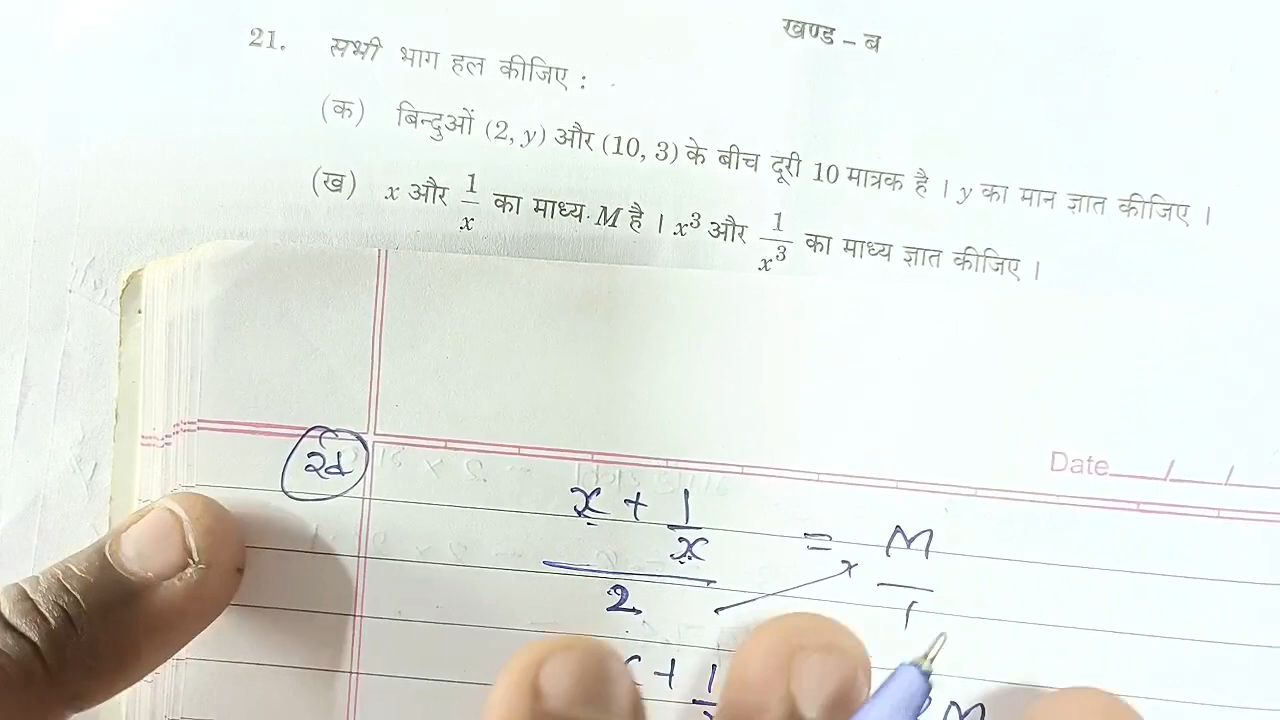 खण्ड – ब
21. सभी भाग हल कीजिए :
(क) बिन्दुओं (2, y) और (10, 3) के बीच दूरी 10 मात्रक है । y का मान ज्ञात कीजिए ।
(ख) x और 1/x का माध्य M है । x³ और 1/x³ का माध्य ज्ञात कीजिए ।
Date / /
(x + 1/x)/2 = M/1
+ 1
M